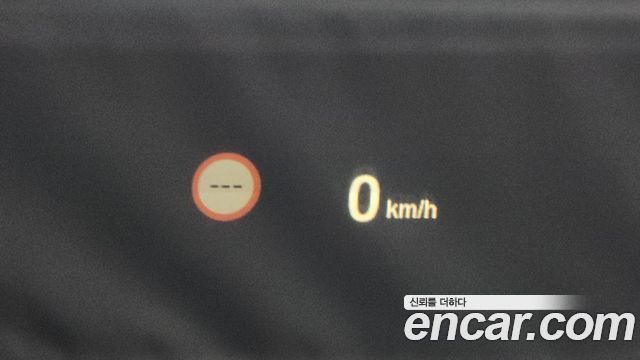 ---
0 km/h
신뢰를 더하다
encar.com